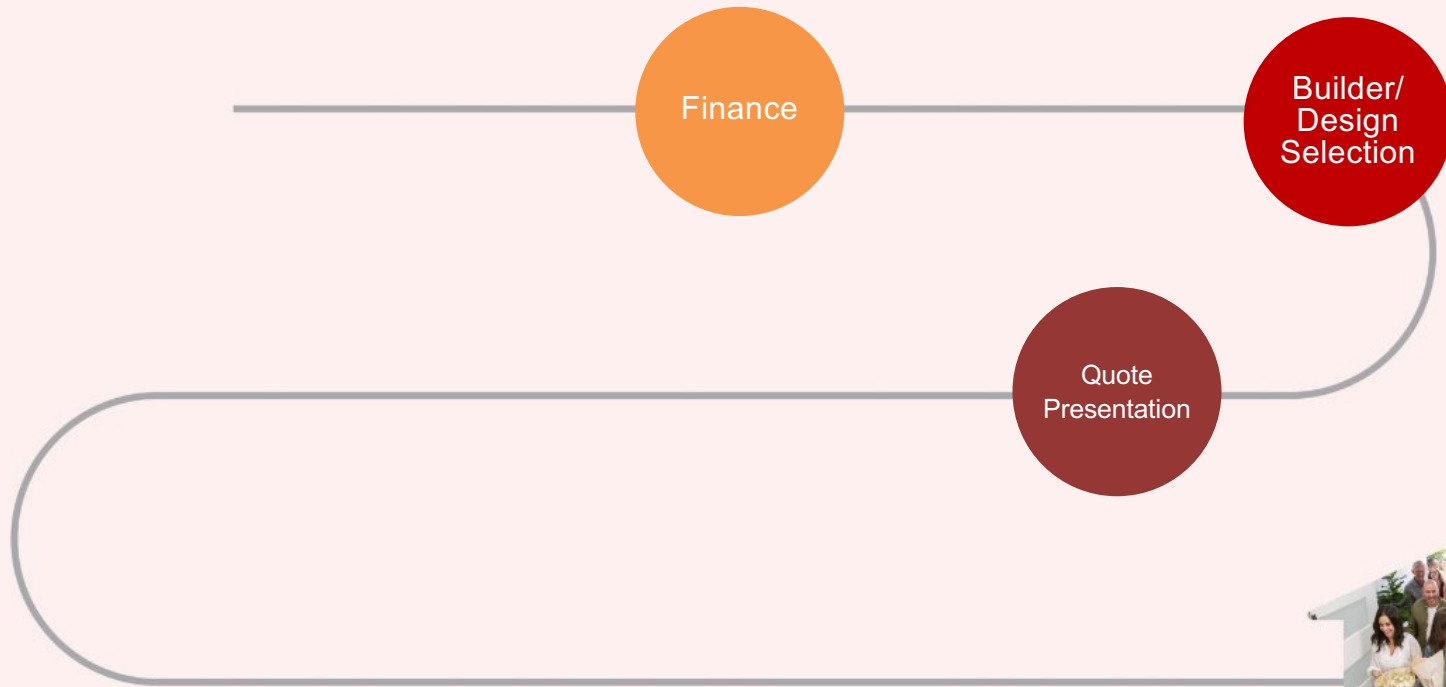 Finance
Builder/
Design
Selection
Quote
Presentation